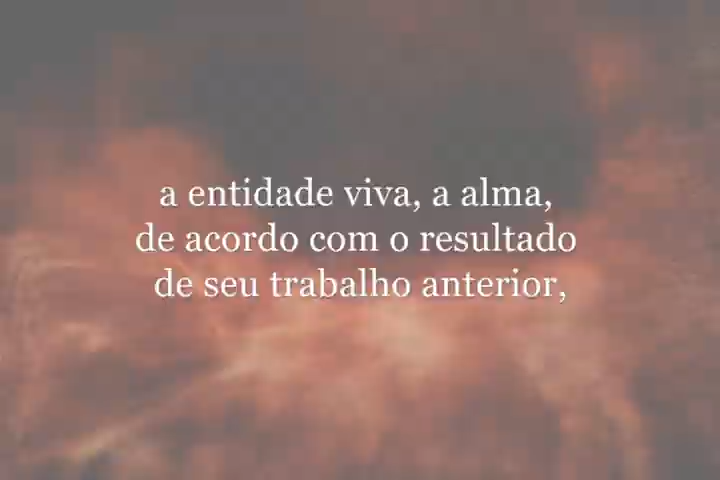 a entidade viva, a alma,
de acordo com o resultado
de seu trabalho anterior,